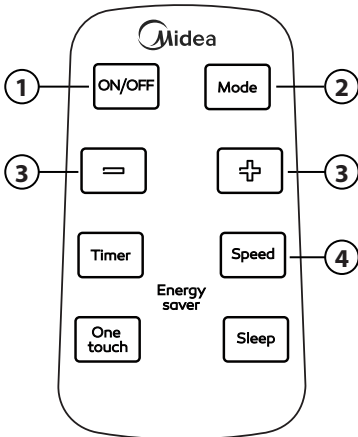 Midea
1 ON/OFF Mode 2
3 3
Timer Speed 4
Energy
saver
One
touch
Sleep